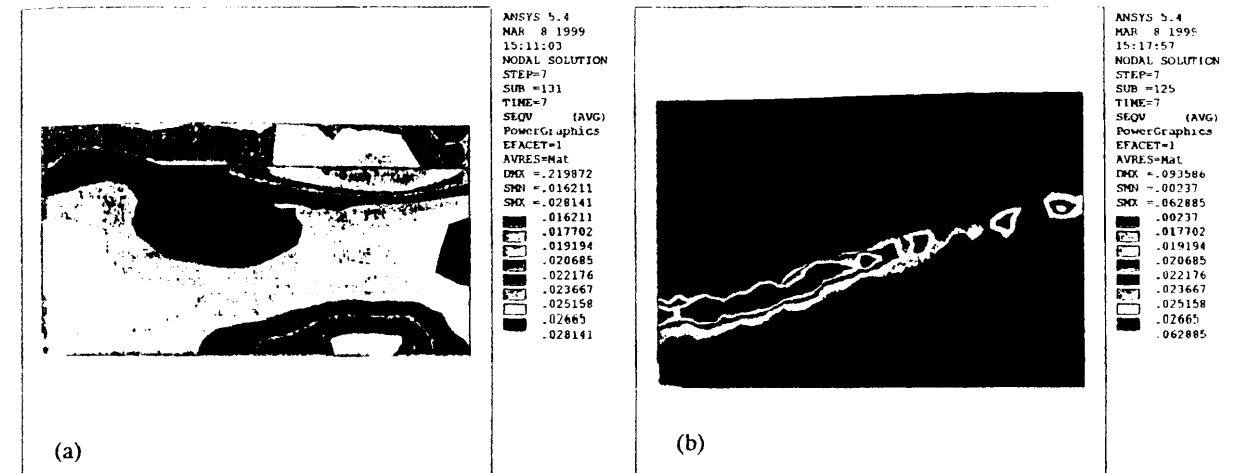 ANSYS 5.4
MAR 8 1999
15:11:03
NODAL SOLUTION
STEP=7
SUB =131
TIME=7
SEQV (AVG)
PowerGraphics
EFACET=1
AVRES=Mat
DMX =.219872
SMN =.016211
SMX =.028141
.016211
.017702
.019194
.020685
.022176
.023667
.025158
.02665
.028141
(a)
ANSYS 5.4
MAR 8 1999
15:17:57
NODAL SOLUTION
STEP=7
SUB =125
TIME=7
SEQV (AVG)
PowerGraphics
EFACET=1
AVRES=Mat
DMX =.093586
SMN =.00237
SMX =.062885
.00237
.017702
.019194
.020685
.022176
.023667
.025158
.02665
.062885
(b)